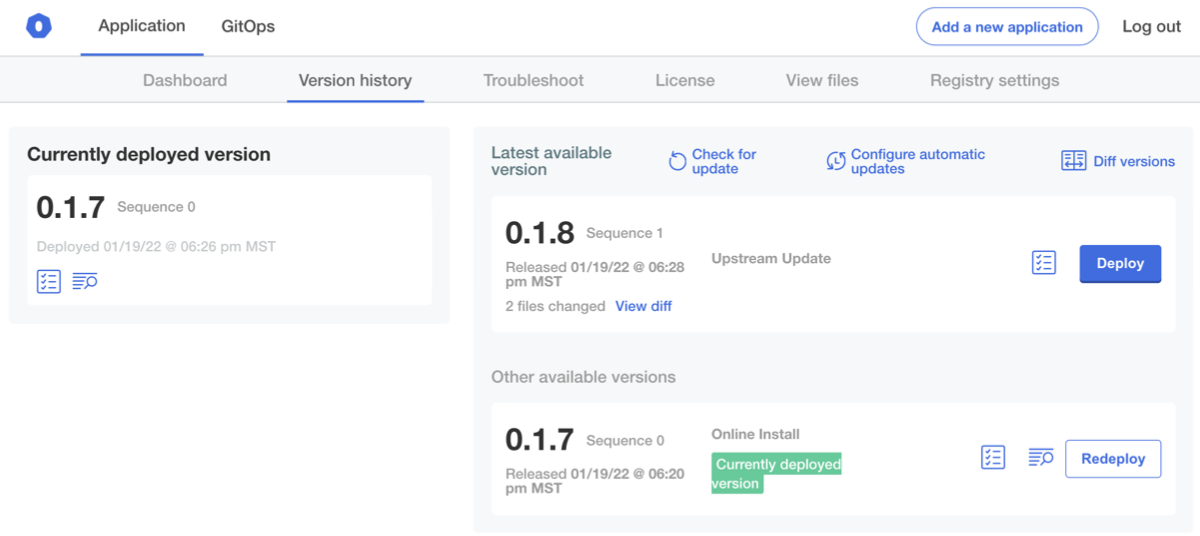 Application GitOps Add a new application Log out
Dashboard Version history Troubleshoot License View files Registry settings
Currently deployed version
0.1.7 Sequence 0
Deployed 01/19/22 @ 06:26 pm MST
Latest available
version
Check for
update
Configure automatic
updates
Diff versions
0.1.8 Sequence 1
Released 01/19/22 @ 06:28
pm MST
2 files changed View diff
Upstream Update
Deploy
Other available versions
0.1.7 Sequence 0
Released 01/19/22 @ 06:20
pm MST
Online Install
Currently deployed
version
Redeploy